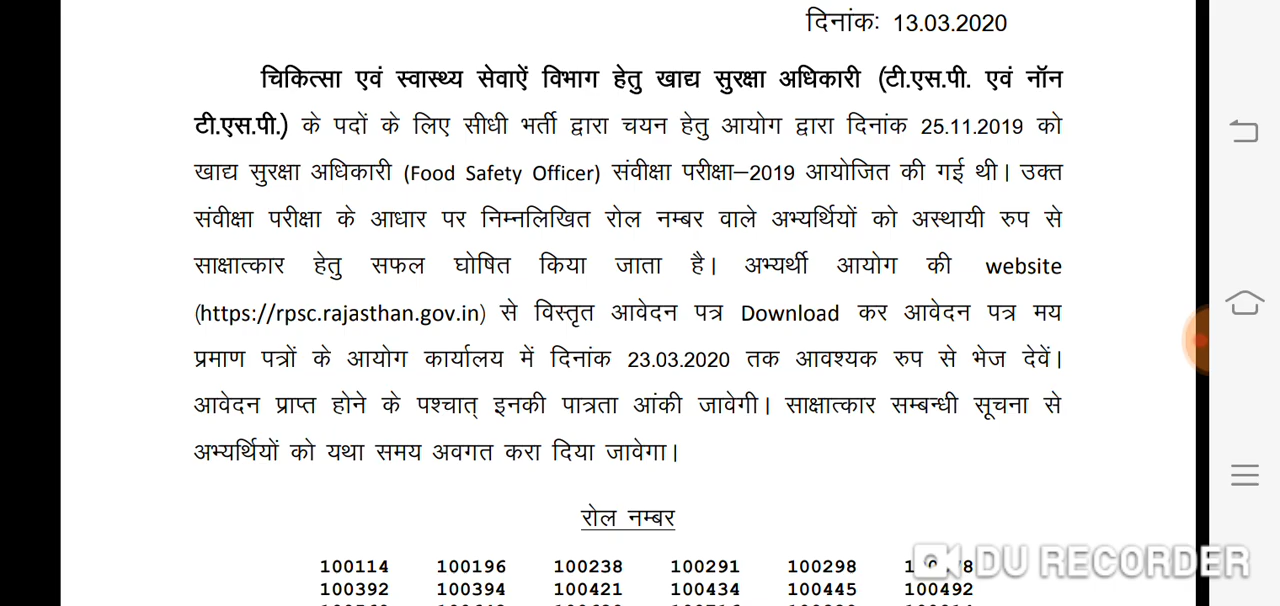 दिनांकः 13.03.2020
चिकित्सा एवं स्वास्थ्य सेवाऐं विभाग हेतु खाद्य सुरक्षा अधिकारी (टी.एस.पी. एवं नॉन
टी.एस.पी.) के पदों के लिए सीधी भर्ती द्वारा चयन हेतु आयोग द्वारा दिनांक 25.11.2019 को
खाद्य सुरक्षा अधिकारी (Food Safety Officer) संवीक्षा परीक्षा–2019 आयोजित की गई थी। उक्त
संवीक्षा परीक्षा के आधार पर निम्नलिखित रोल नम्बर वाले अभ्यर्थियों को अस्थायी रुप से
साक्षात्कार हेतु सफल घोषित किया जाता है। अभ्यर्थी आयोग की website
(https://rpsc.rajasthan.gov.in) से विस्तृत आवेदन पत्र Download कर आवेदन पत्र मय
प्रमाण पत्रों के आयोग कार्यालय में दिनांक 23.03.2020 तक आवश्यक रुप से भेज देवें।
आवेदन प्राप्त होने के पश्चात् इनकी पात्रता आंकी जावेगी। साक्षात्कार सम्बन्धी सूचना से
अभ्यर्थियों को यथा समय अवगत करा दिया जावेगा।
रोल नम्बर
100114 100196 100238 100291 100298
DU RECORDER
100392 100394 100421 100434 100445 100492